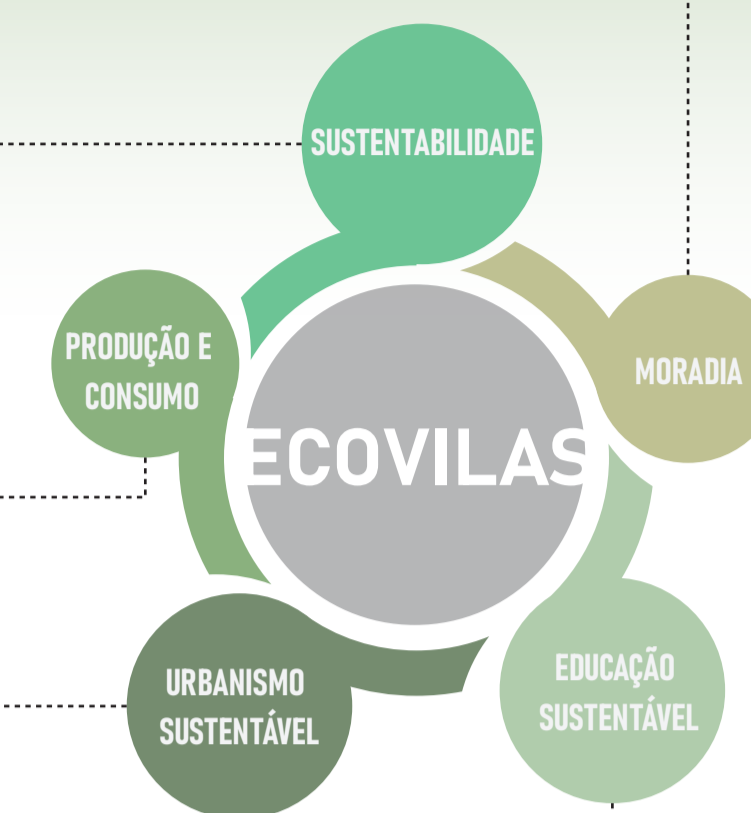 SUSTENTABILIDADE
PRODUÇÃO E
CONSUMO
MORADIA
ECOVILAS
URBANISMO
SUSTENTÁVEL
EDUCAÇÃO
SUSTENTÁVEL